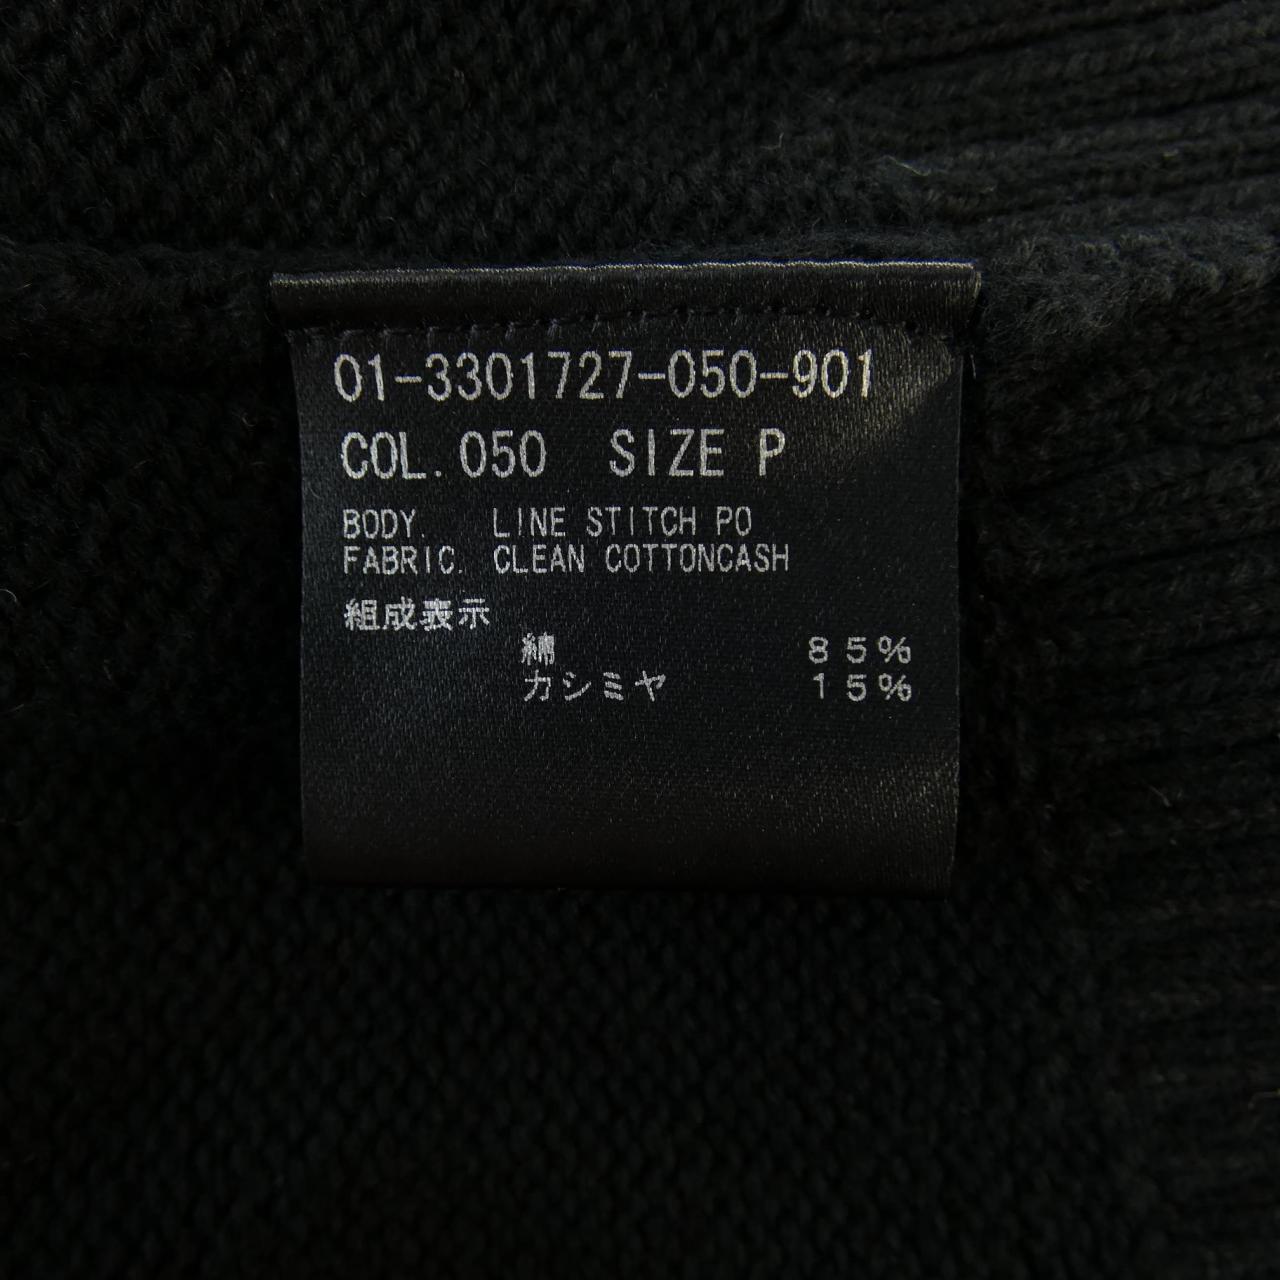 01-3301727-050-901
COL. 050 SIZE P
BODY. LINE STITCH PO
FABRIC. CLEAN COTTONCASH
組成表示
綿 85%
カシミヤ 15%